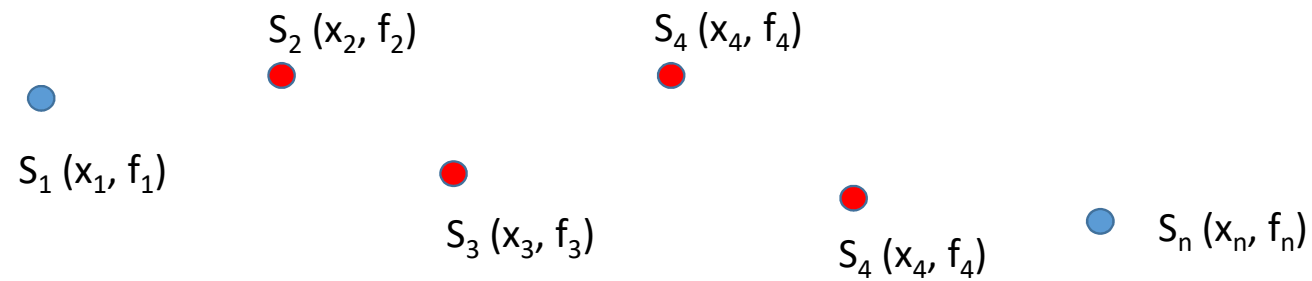 S₂ (x₂, f₂)
S₄ (x₄, f₄)
S₁ (x₁, f₁)
S₃ (x₃, f₃)
S₄ (x₄, f₄)
Sₙ (xₙ, fₙ)